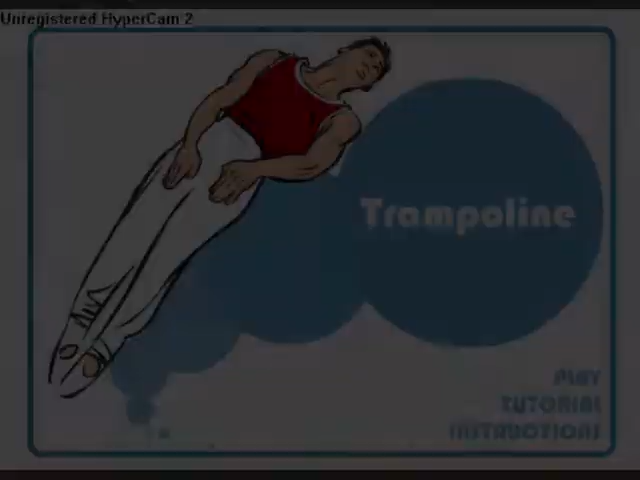 Unregistered HyperCam 2
Trampoline
PLAY
TUTORIAL
INSTRUCTIONS